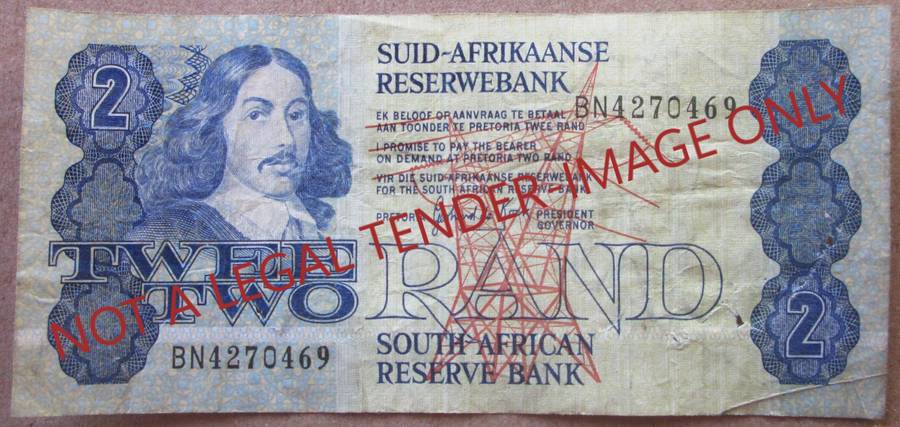 2
SUID-AFRIKAANSE
RESERWEBANK
BN4270469
EK BELOOF OP AANVRAAG TE BETAAL
AAN TOONDER TE PRETORIA TWEE RAND
I PROMISE TO PAY THE BEARER
ON DEMAND AT PRETORIA TWO RAND
VIR DIE SUID-AFRIKAANSE RESERWEBANK
FOR THE SOUTH AFRICAN RESERVE BANK
PRETORIA PRESIDENT
GOVERNOR
TWEE
TWO
RAND
2
BN4270469
SOUTH AFRICAN
RESERVE BANK
NOT A LEGAL TENDER IMAGE ONLY